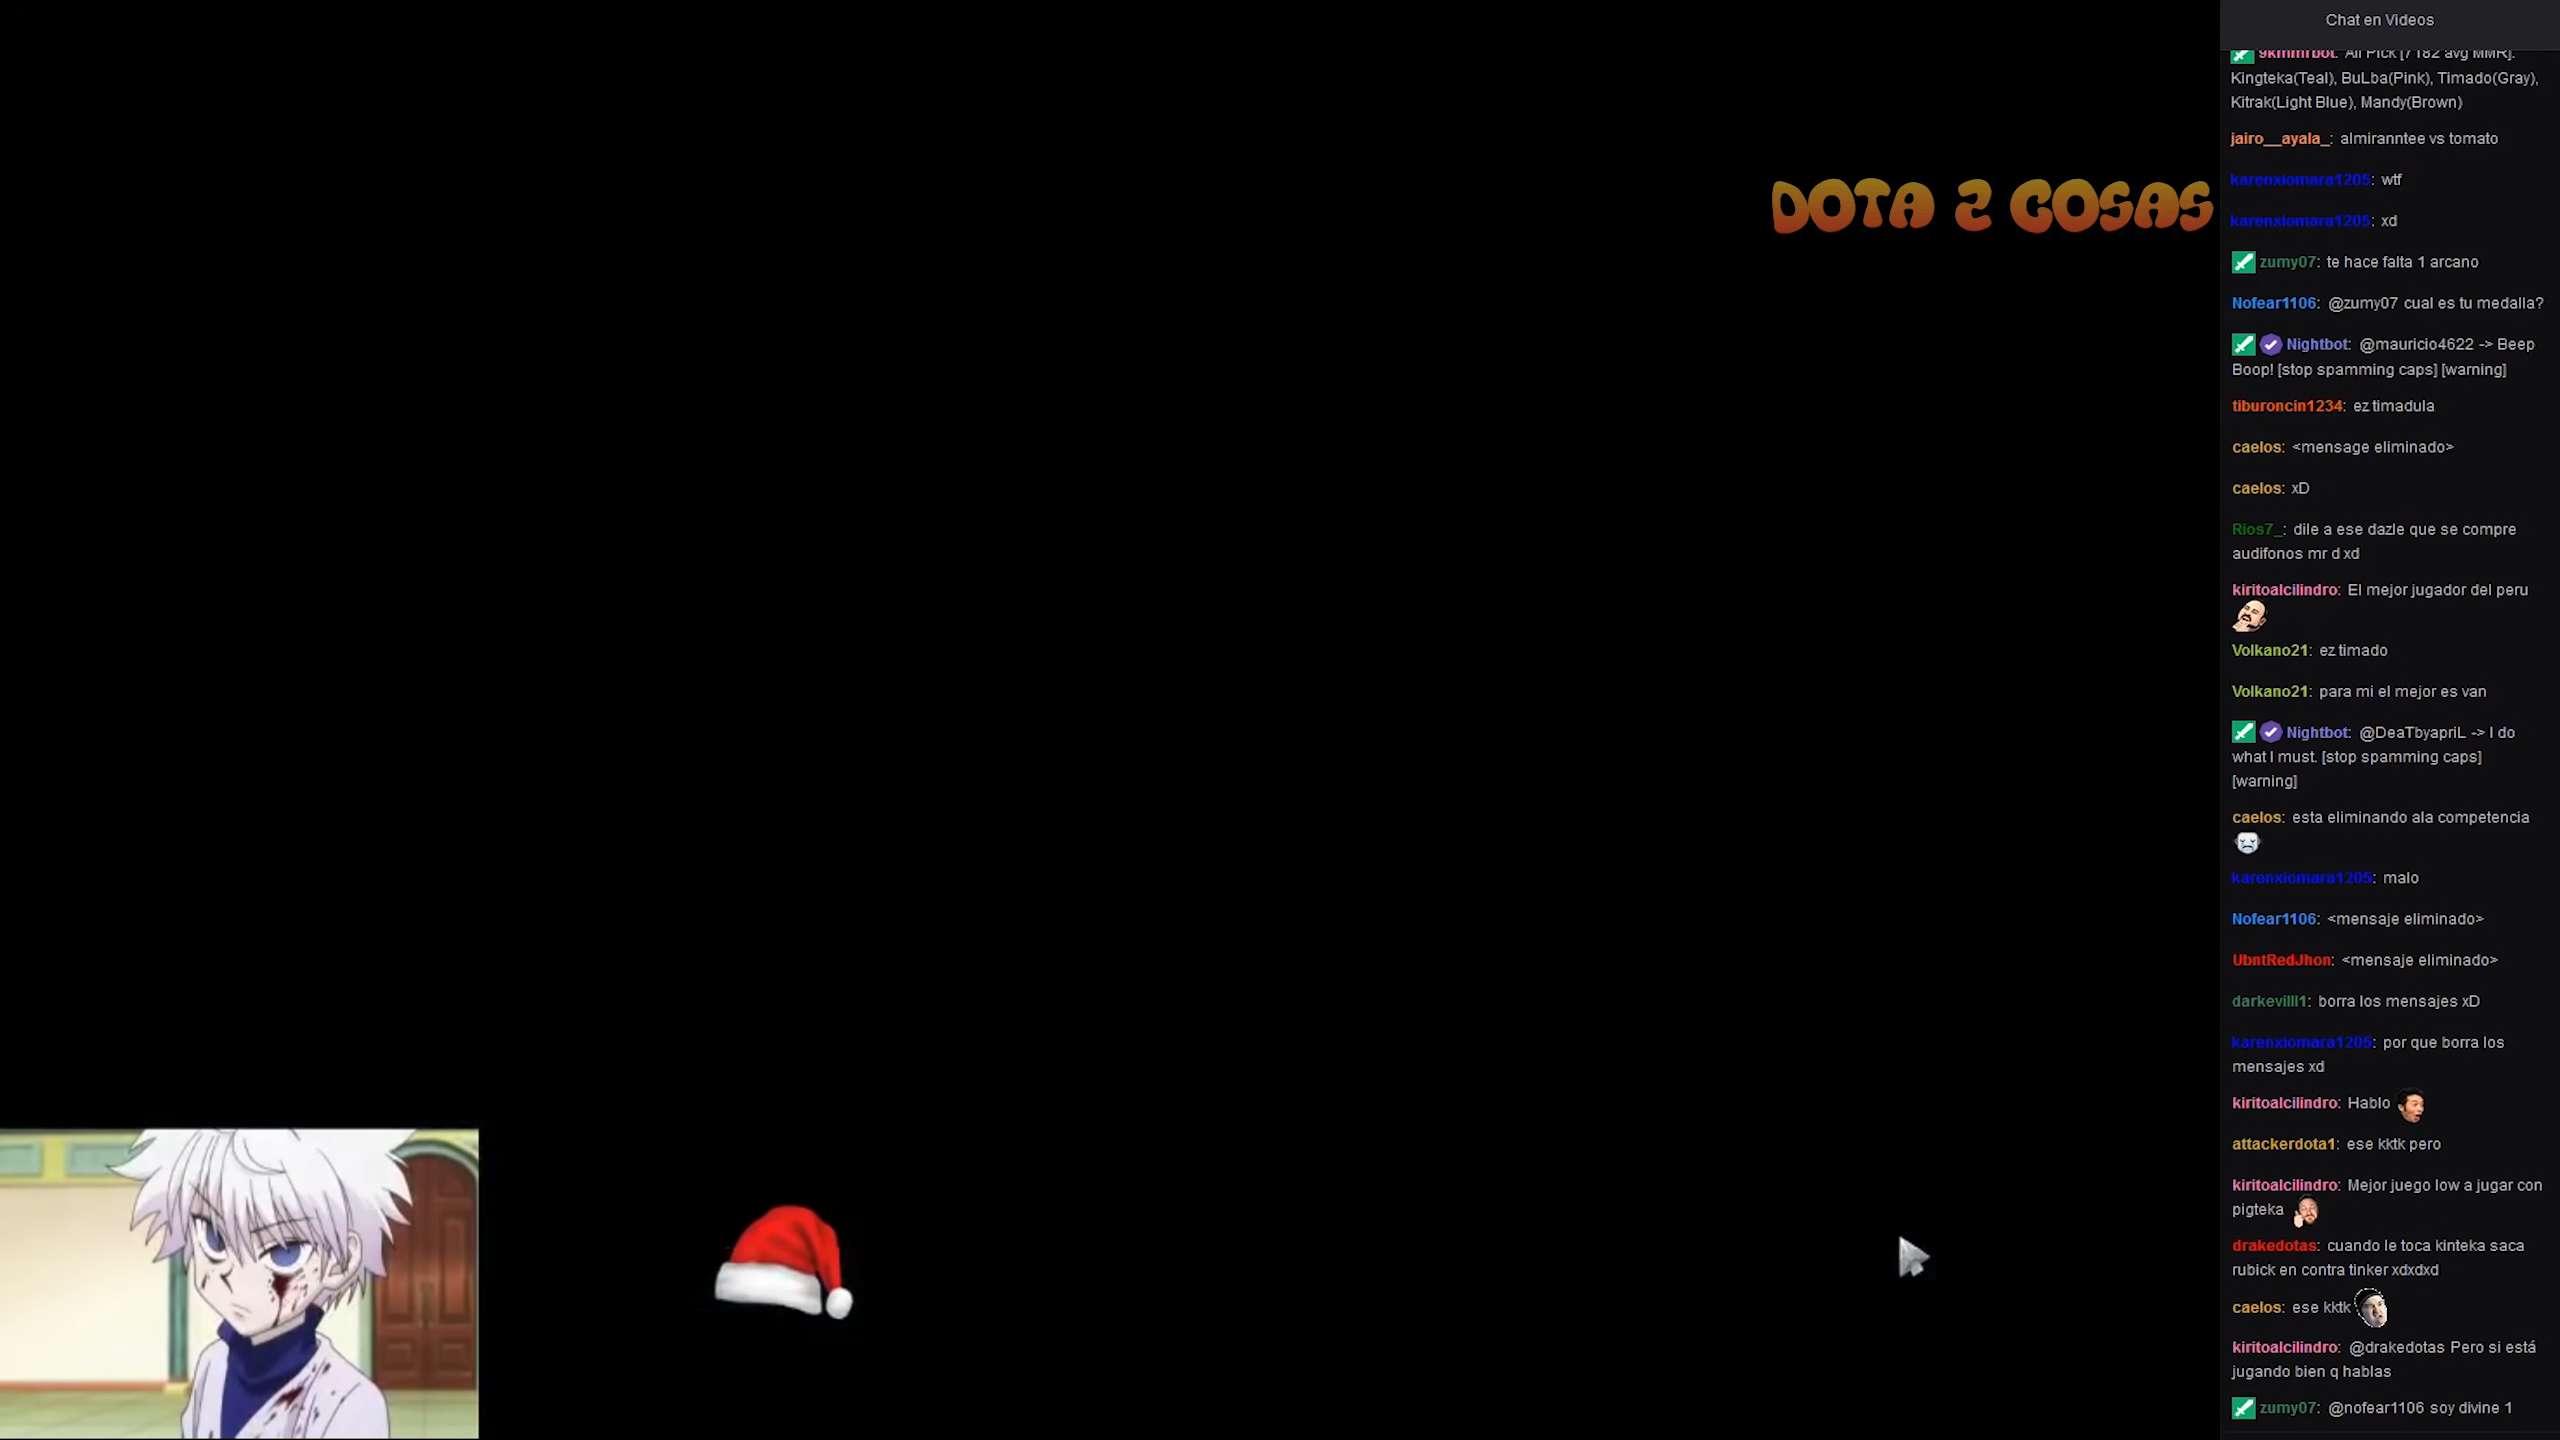 DOTA 2 COSAS
Chat en Videos
9kmmrbot: All Pick [7182 avg MMR]:
Kingteka(Teal), BuLba(Pink), Timado(Gray),
Kitrak(Light Blue), Mandy(Brown)
jairo__ayala_: almiranntee vs tomato
karenxiomara1205: wtf
karenxiomara1205: xd
zumy07: te hace falta 1 arcano
Nofear1106: @zumy07 cual es tu medalla?
Nightbot: @mauricio4622 -> Beep
Boop! [stop spamming caps] [warning]
tiburoncin1234: ez timadula
caelos: <mensage eliminado>
caelos: xD
Rios7_: dile a ese dazle que se compre
audifonos mr d xd
kiritoalcilindro: El mejor jugador del peru
Volkano21: ez timado
Volkano21: para mi el mejor es van
Nightbot: @DeaTbyapriL -> I do
what I must. [stop spamming caps]
[warning]
caelos: esta eliminando ala competencia
karenxiomara1205: malo
Nofear1106: <mensaje eliminado>
UbntRedJhon: <mensaje eliminado>
darkevilll1: borra los mensajes xD
karenxiomara1205: por que borra los
mensajes xd
kiritoalcilindro: Hablo
attackerdota1: ese kktk pero
kiritoalcilindro: Mejor juego low a jugar con
pigteka
drakedotas: cuando le toca kinteka saca
rubick en contra tinker xdxdxd
caelos: ese kktk
kiritoalcilindro: @drakedotas Pero si está
jugando bien q hablas
zumy07: @nofear1106 soy divine 1